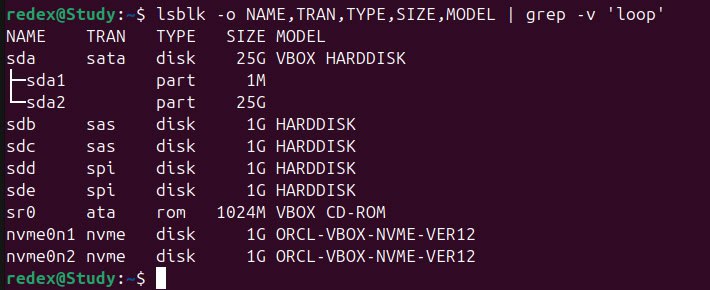 redex@Study:~$ lsblk -o NAME,TRAN,TYPE,SIZE,MODEL | grep -v 'loop'
NAME    TRAN   TYPE  SIZE MODEL
sda     sata   disk   25G VBOX HARDDISK
├─sda1         part    1M
└─sda2         part   25G
sdb     sas    disk    1G HARDDISK
sdc     sas    disk    1G HARDDISK
sdd     spi    disk    1G HARDDISK
sde     spi    disk    1G HARDDISK
sr0     ata    rom  1024M VBOX CD-ROM
nvme0n1 nvme   disk    1G ORCL-VBOX-NVME-VER12
nvme0n2 nvme   disk    1G ORCL-VBOX-NVME-VER12
redex@Study:~$